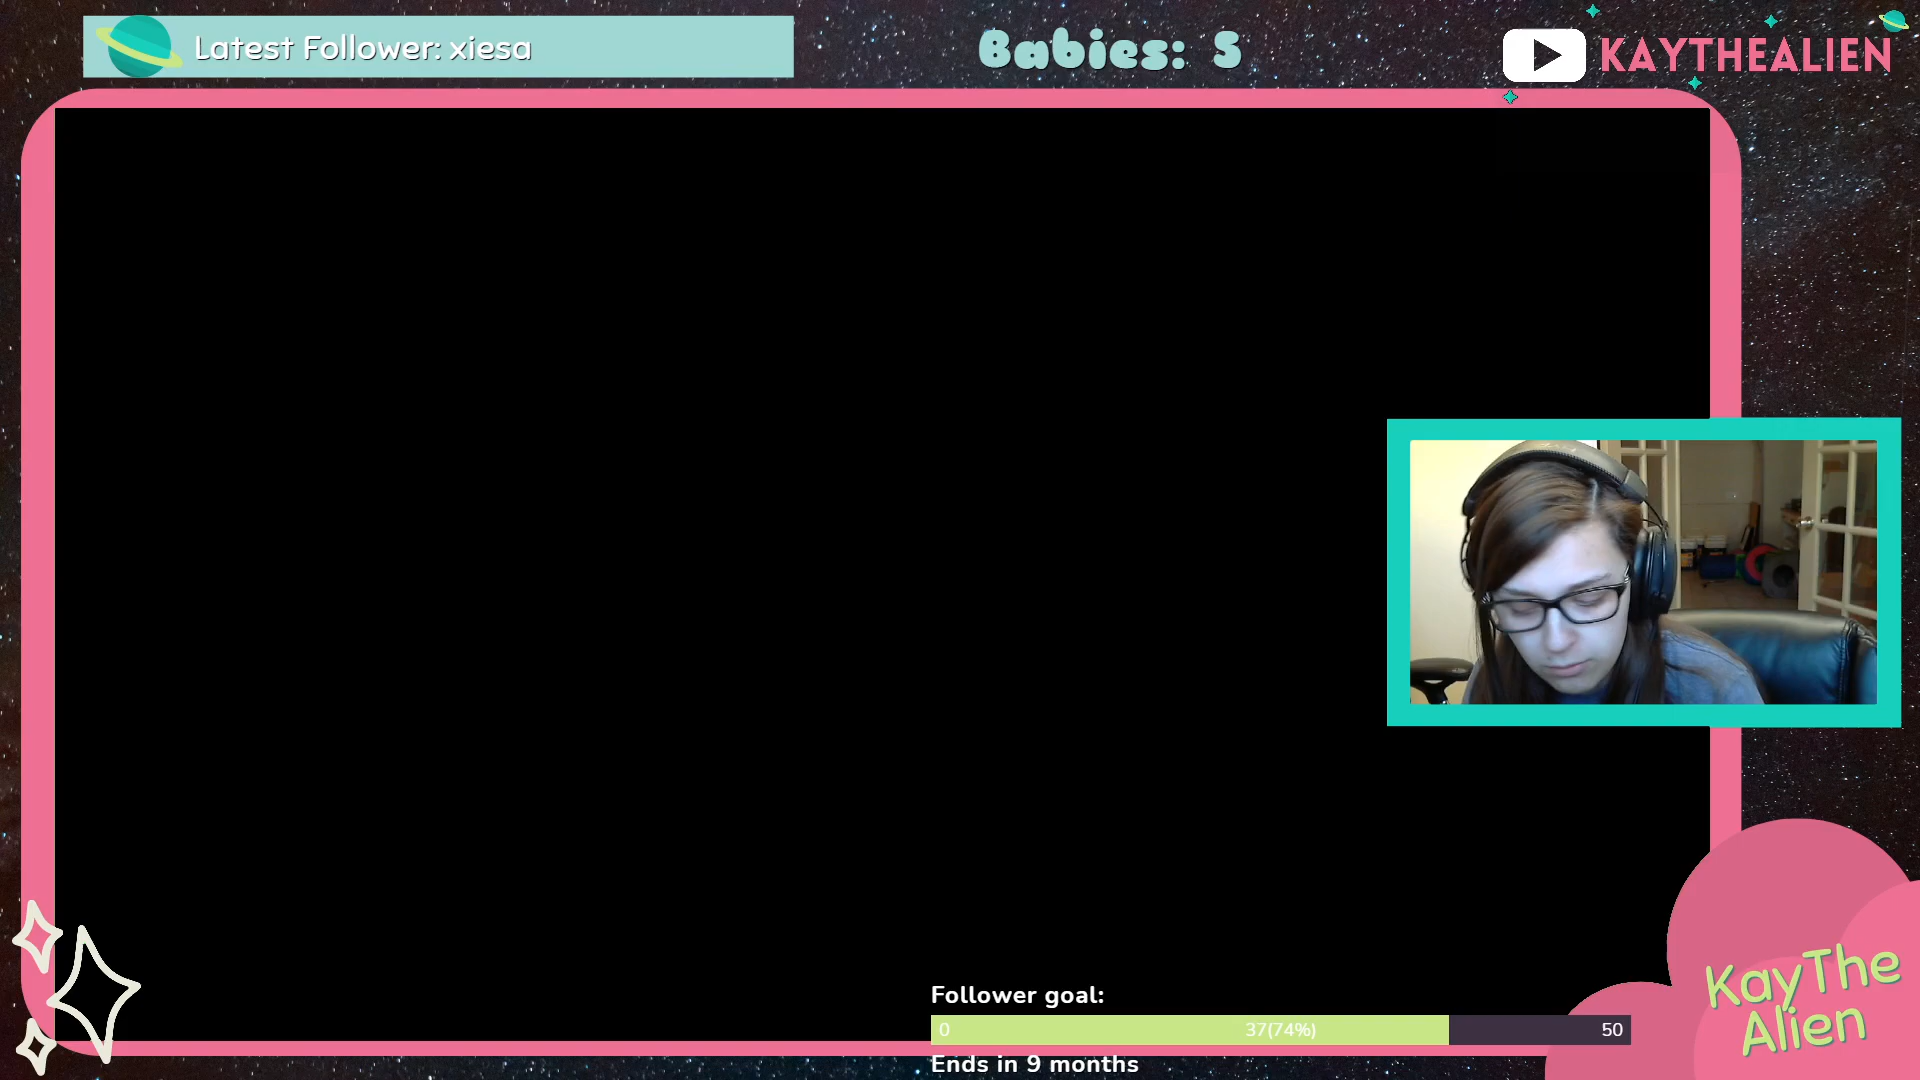 Latest Follower: xiesa
Babies: 5
KAYTHEALIEN
Follower goal:
0 37(74%) 50
Ends in 9 months
KayThe
Alien